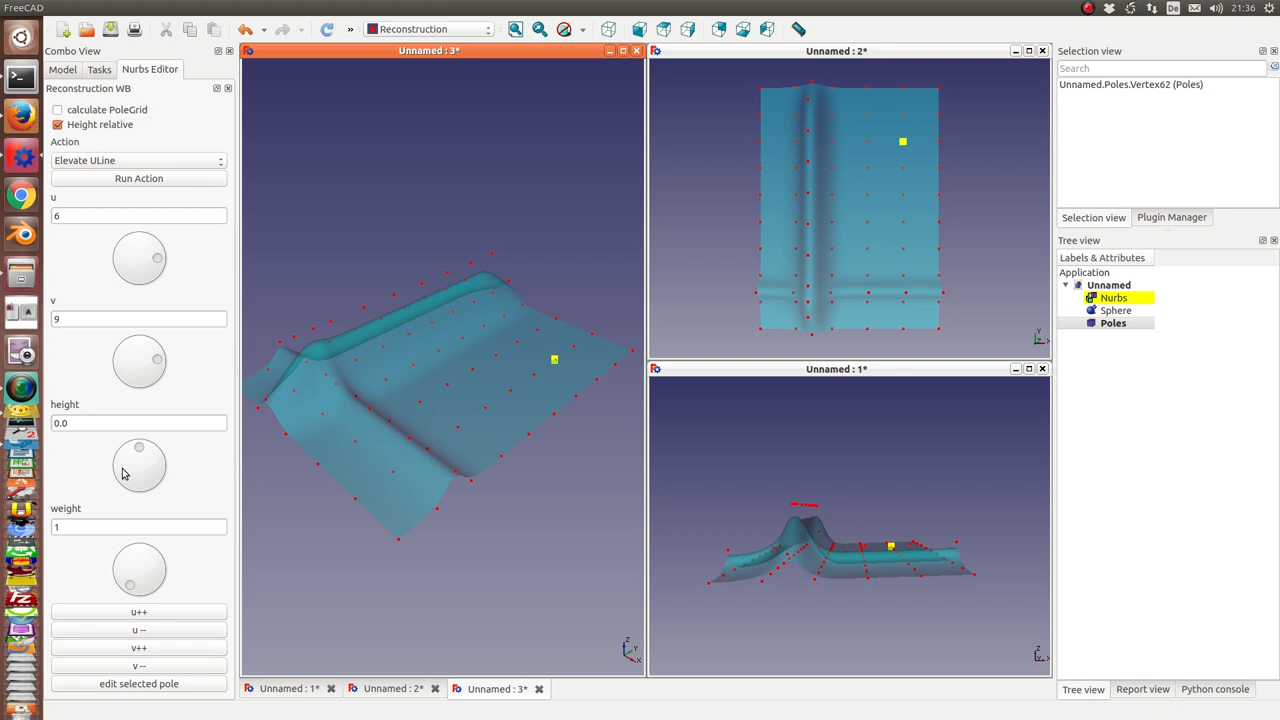 FreeCAD
De
21:36
»
Reconstruction
Combo View
Model
Tasks
Nurbs Editor
Reconstruction WB
calculate PoleGrid
Height relative
Action
Elevate ULine
Run Action
u
6
v
9
height
0.0
weight
1
u++
u --
v++
v --
edit selected pole
Unnamed : 3*
Unnamed : 2*
Unnamed : 1*
Unnamed : 1*
Unnamed : 2*
Unnamed : 3*
Selection view
Search
Unnamed.Poles.Vertex62 (Poles)
Selection view
Plugin Manager
Tree view
Labels & Attributes
Application
Unnamed
Nurbs
Sphere
Poles
Tree view
Report view
Python console